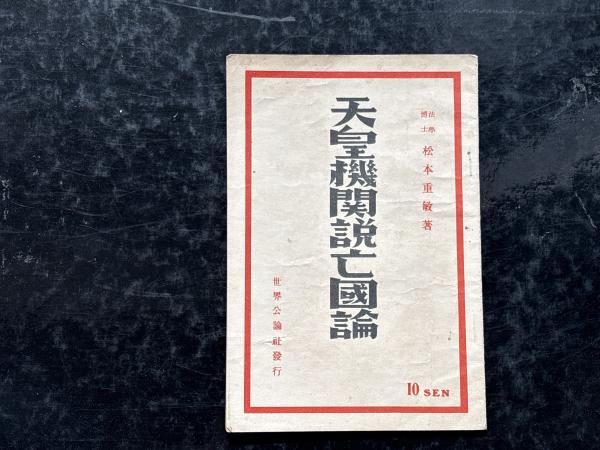 法學博士 松本重敏著
天皇機関説亡國論
世界公論社發行
10 SEN